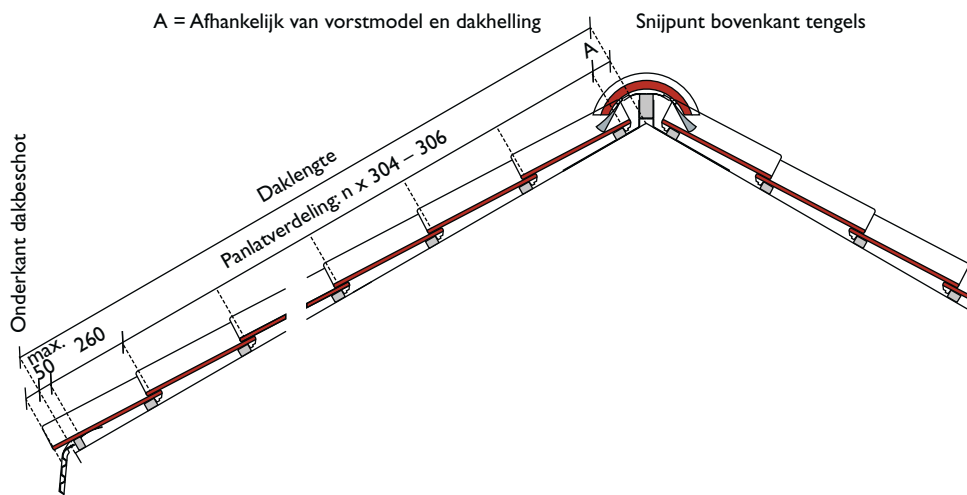 A = Afhankelijk van vorstmodel en dakhelling
Snijpunt bovenkant tengels
A
Daklengte
Panlatverdeling: n x 304 – 306
Onderkant dakbeschot
max.
50
260